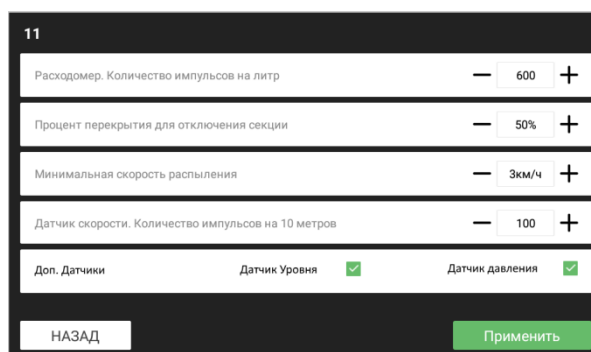 11
Расходомер. Количество импульсов на литр 600
Процент перекрытия для отключения секции 50%
Минимальная скорость распыления 3км/ч
Датчик скорости. Количество импульсов на 10 метров 100
Доп. Датчики Датчик Уровня Датчик давления
НАЗАД Применить